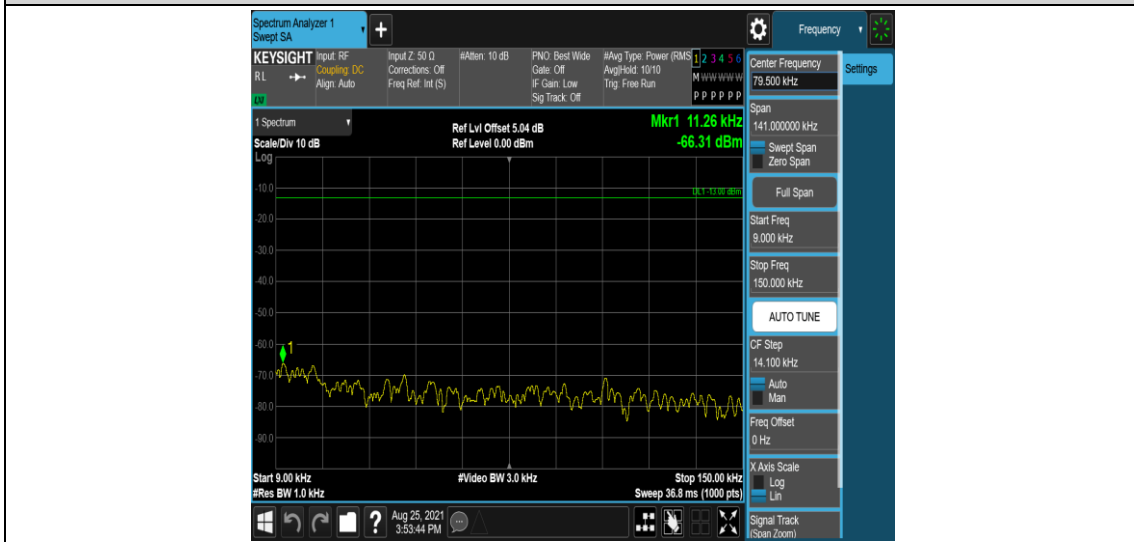 Spectrum Analyzer 1
Swept SA
+
Frequency
KEYSIGHT
RL
LXI
Input: RF
Coupling: DC
Align: Auto
Input Z: 50 Ω
Corrections: Off
Freq Ref: Int (S)
#Atten: 10 dB
PNO: Best Wide
Gate: Off
IF Gain: Low
Sig Track: Off
#Avg Type: Power (RMS
Avg|Hold: 10/10
Trig: Free Run
1 2 3 4 5 6
M W W W W W
P P P P P P
1 Spectrum
Scale/Div 10 dB
Log
Ref Lvl Offset 5.04 dB
Ref Level 0.00 dBm
Mkr1 11.26 kHz
-66.31 dBm
DL1 -13.00 dBm
-10.0
-20.0
-30.0
-40.0
-50.0
-60.0
1
-70.0
-80.0
-90.0
Start 9.00 kHz
#Res BW 1.0 kHz
#Video BW 3.0 kHz
Stop 150.00 kHz
Sweep 36.8 ms (1000 pts)
?
Aug 25, 2021
3:53:44 PM
Center Frequency
79.500 kHz
Settings
Span
141.000000 kHz
Swept Span
Zero Span
Full Span
Start Freq
9.000 kHz
Stop Freq
150.000 kHz
AUTO TUNE
CF Step
14.100 kHz
Auto
Man
Freq Offset
0 Hz
X Axis Scale
Log
Lin
Signal Track
(Span Zoom)